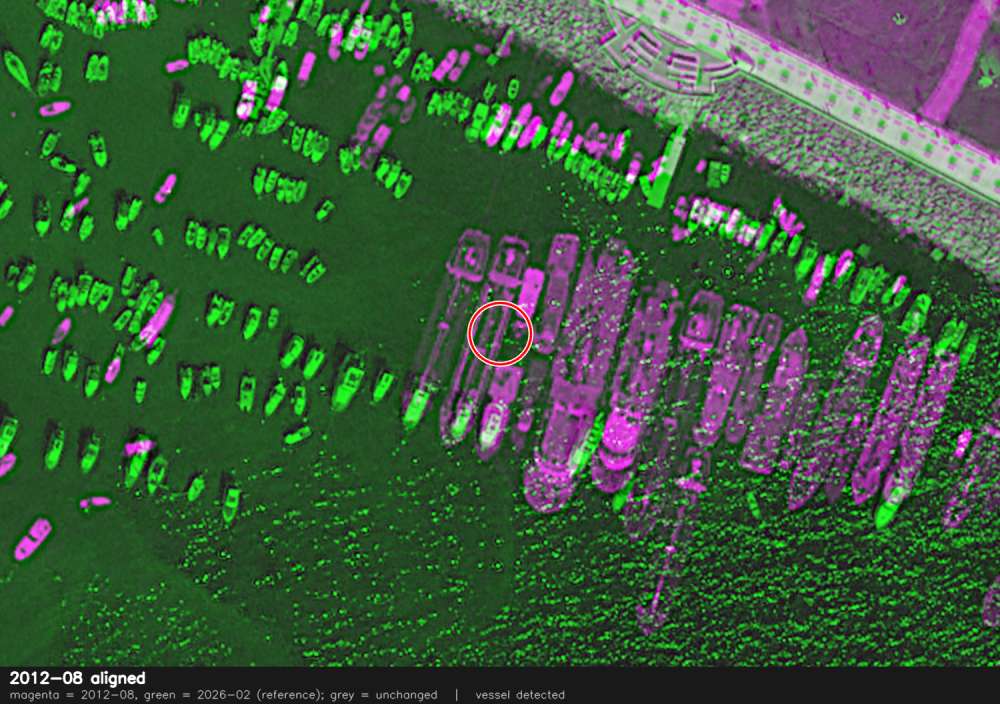 2012-08 aligned
magenta = 2012-08, green = 2026-02 (reference); grey = unchanged | vessel detected